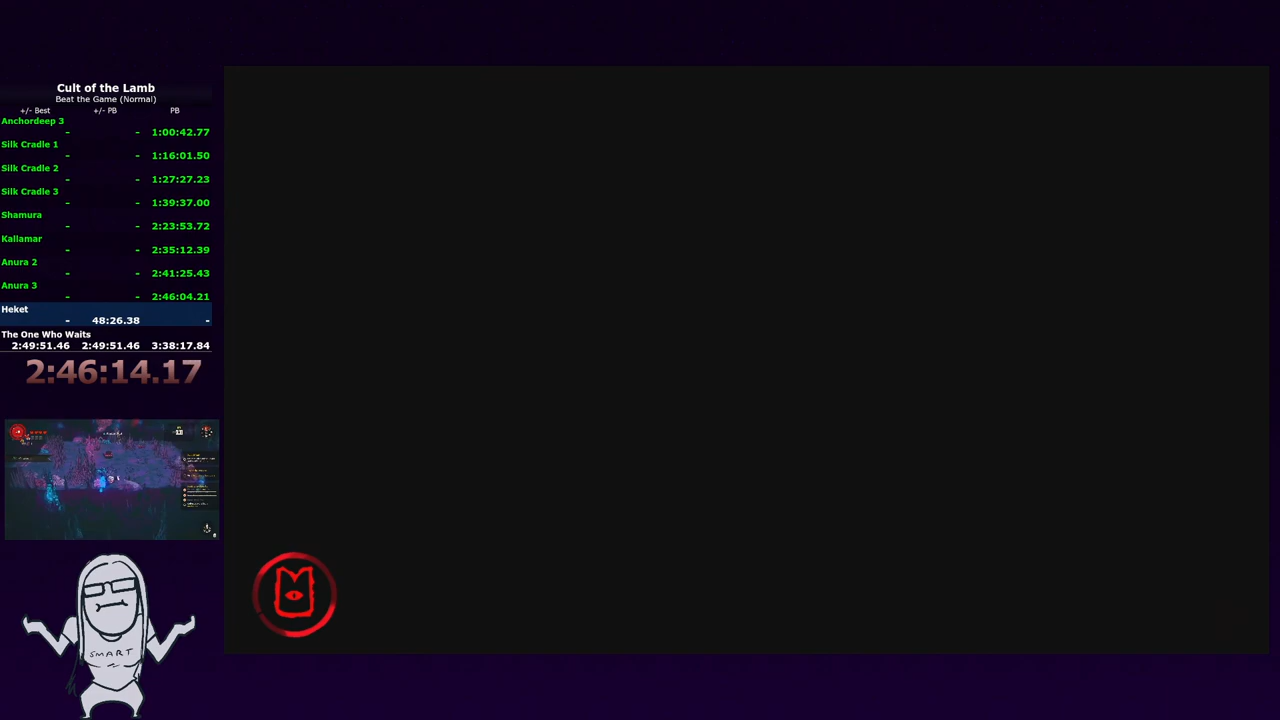 Cult of the Lamb
Beat the Game (Normal)
+/- Best +/- PB PB
Anchordeep 3
- - 1:00:42.77
Silk Cradle 1
- - 1:16:01.50
Silk Cradle 2
- - 1:27:27.23
Silk Cradle 3
- - 1:39:37.00
Shamura
- - 2:23:53.72
Kallamar
- - 2:35:12.39
Anura 2
- - 2:41:25.43
Anura 3
- - 2:46:04.21
Heket
- 48:26.38 -
The One Who Waits
2:49:51.46 2:49:51.46 3:38:17.84
2:46:14.17
SMART